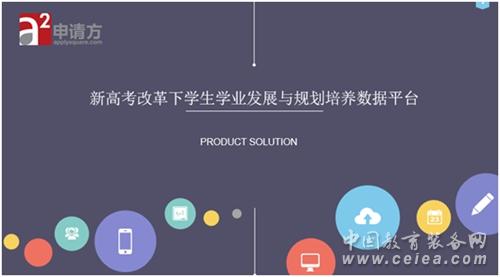 a2 申请方
applysquare.com
新高考改革下学生学业发展与规划培养数据平台
PRODUCT SOLUTION
23
中国教育装备网
www.ceiea.com